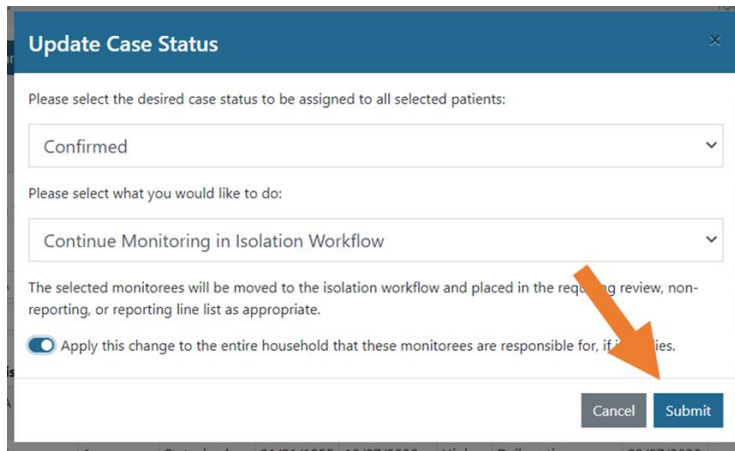 Update Case Status
Please select the desired case status to be assigned to all selected patients:
Confirmed
Please select what you would like to do:
Continue Monitoring in Isolation Workflow
The selected monitorees will be moved to the isolation workflow and placed in the review, non-
reporting, or reporting line list as appropriate.
Apply this change to the entire household that these monitorees are responsible for, if
Cancel Submit